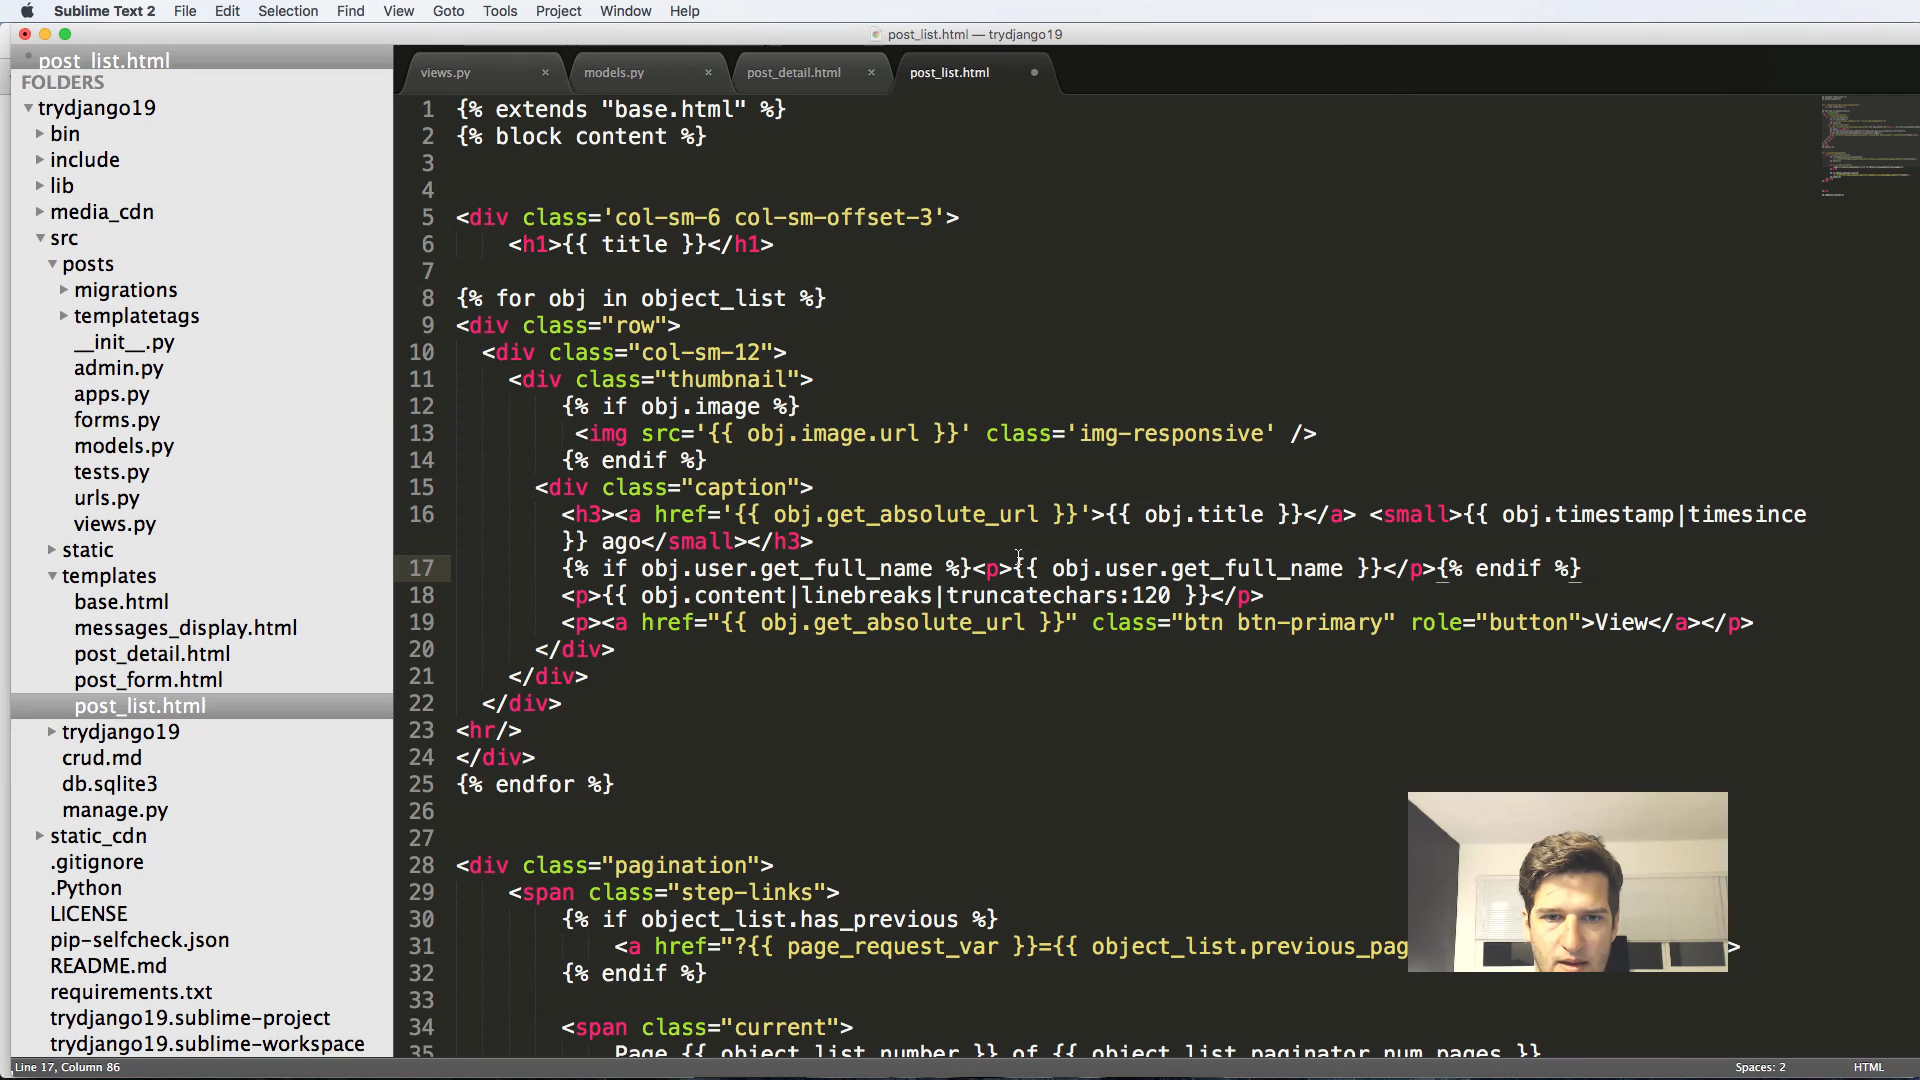 Sublime Text 2 File Edit Selection Find View Goto Tools Project Window Help
post_list.html — trydjango19
post_list.html
FOLDERS
trydjango19
bin
include
lib
media_cdn
src
posts
migrations
templatetags
__init__.py
admin.py
apps.py
forms.py
models.py
tests.py
urls.py
views.py
static
templates
base.html
messages_display.html
post_detail.html
post_form.html
post_list.html
trydjango19
crud.md
db.sqlite3
manage.py
static_cdn
.gitignore
.Python
LICENSE
pip-selfcheck.json
README.md
requirements.txt
trydjango19.sublime-project
trydjango19.sublime-workspace
views.py × models.py × post_detail.html × post_list.html
1 {% extends "base.html" %}
2 {% block content %}
3
4
5 <div class='col-sm-6 col-sm-offset-3'>
6 <h1>{{ title }}</h1>
7
8 {% for obj in object_list %}
9 <div class="row">
10 <div class="col-sm-12">
11 <div class="thumbnail">
12 {% if obj.image %}
13 <img src='{{ obj.image.url }}' class='img-responsive' />
14 {% endif %}
15 <div class="caption">
16 <h3><a href='{{ obj.get_absolute_url }}'>{{ obj.title }}</a> <small>{{ obj.timestamp|timesince
}} ago</small></h3>
17 {% if obj.user.get_full_name %}<p>{{ obj.user.get_full_name }}</p>{% endif %}
18 <p>{{ obj.content|linebreaks|truncatechars:120 }}</p>
19 <p><a href="{{ obj.get_absolute_url }}" class="btn btn-primary" role="button">View</a></p>
20 </div>
21 </div>
22 </div>
23 <hr/>
24 </div>
25 {% endfor %}
26
27
28 <div class="pagination">
29 <span class="step-links">
30 {% if object_list.has_previous %}
31 <a href="?{{ page_request_var }}={{ object_list.previous_pag >
32 {% endif %}
33
34 <span class="current">
35 Page {{ object_list.number }} of {{ object_list.paginator.num_pages }}.
Line 17, Column 86 Spaces: 2 HTML